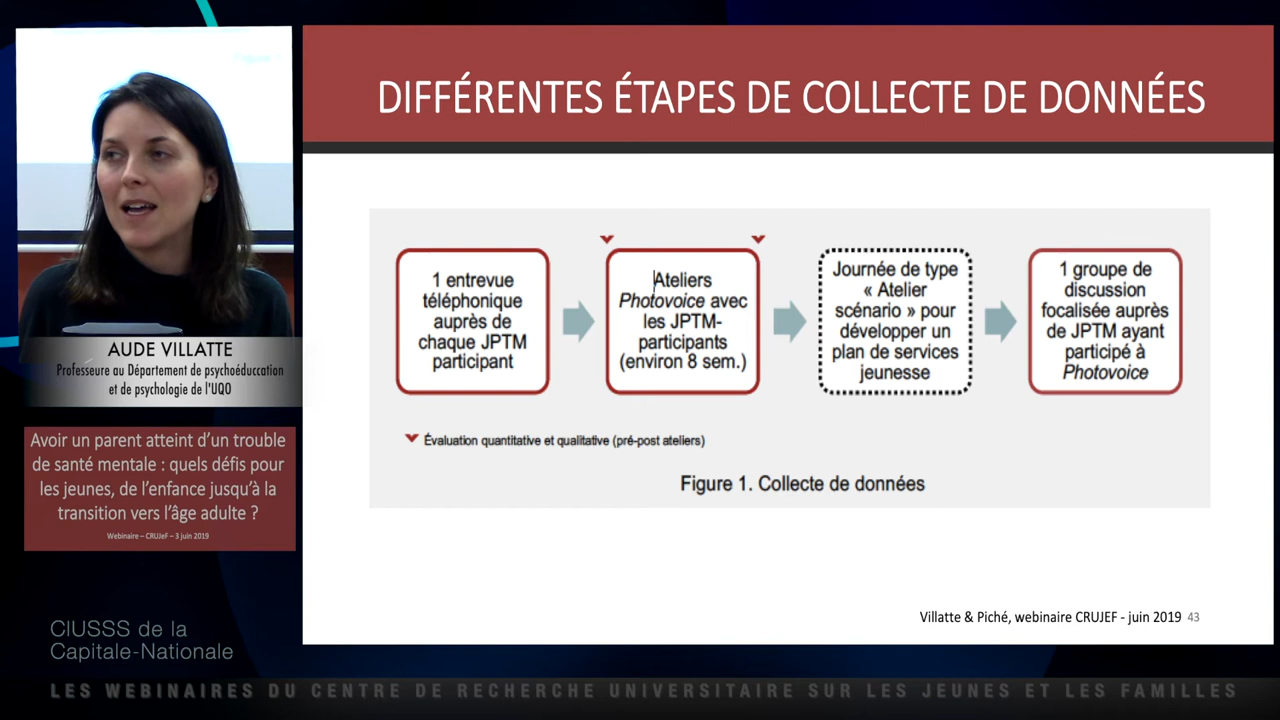 DIFFÉRENTES ÉTAPES DE COLLECTE DE DONNÉES
1 entrevue
téléphonique
auprès de
chaque JPTM
participant
Ateliers
Photovoice avec
les JPTM-
participants
(environ 8 sem.)
Journée de type
« Atelier
scénario » pour
développer un
plan de services
jeunesse
1 groupe de
discussion
focalisée auprès
de JPTM ayant
participé à
Photovoice
Évaluation quantitative et qualitative (pré-post ateliers)
Figure 1. Collecte de données
Villatte & Piché, webinaire CRUJEF - juin 2019 43
AUDE VILLATTE
Professeure au Département de psychoéduccation
et de psychologie de l'UQO
Avoir un parent atteint d'un trouble
de santé mentale : quels défis pour
les jeunes, de l'enfance jusqu'à la
transition vers l'âge adulte ?
Webinaire – CRUJeF – 3 juin 2019
CIUSSS de la
Capitale-Nationale
LES WEBINAIRES DU CENTRE DE RECHERCHE UNIVERSITAIRE SUR LES JEUNES ET LES FAMILLES